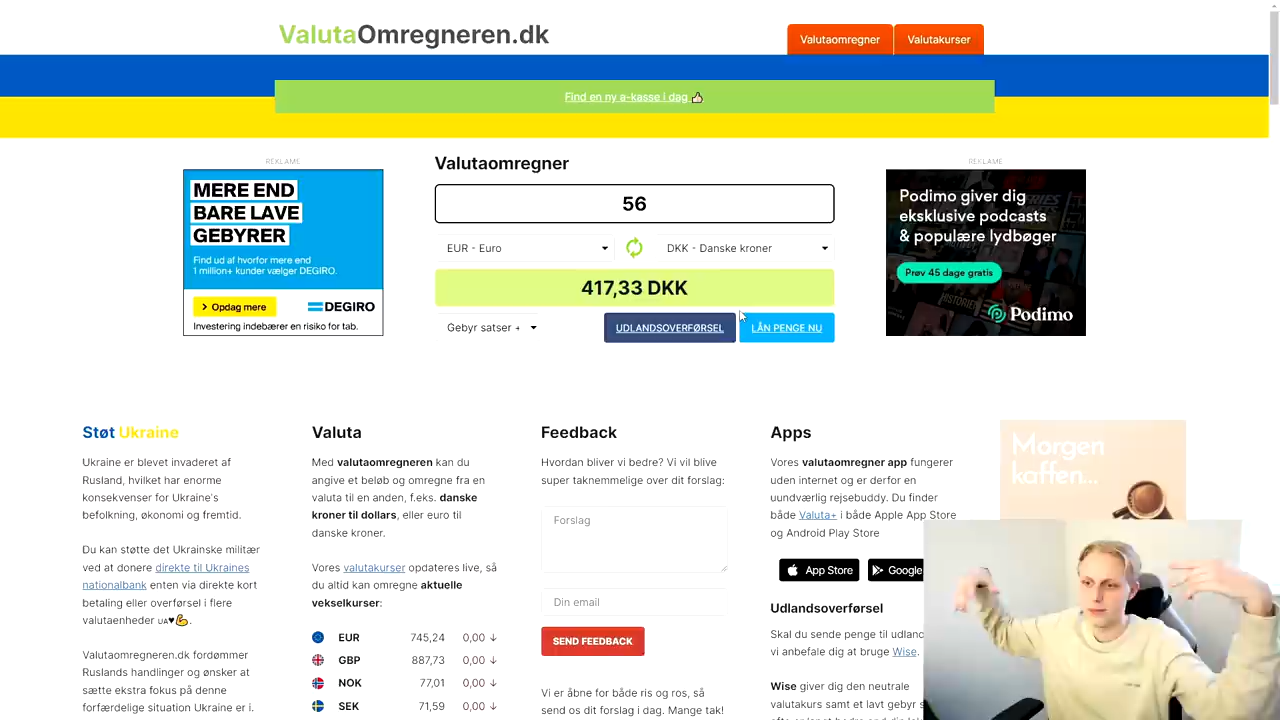 ValutaOmregneren.dk
Valutaomregner
Valutakurser
Find en ny a-kasse i dag 👍
REKLAME
MERE END
BARE LAVE
GEBYRER
Find ud af hvorfor mere end
1 million+ kunder vælger DEGIRO.
Opdag mere
DEGIRO
Investering indebærer en risiko for tab.
Valutaomregner
56
EUR - Euro
DKK - Danske kroner
417,33 DKK
Gebyr satser
UDLANDSOVERFØRSEL
LÅN PENGE NU
REKLAME
Podimo giver dig
eksklusive podcasts
& populære lydbøger
Prøv 45 dage gratis
Podimo
Støt Ukraine
Ukraine er blevet invaderet af
Rusland, hvilket har enorme
konsekvenser for Ukraine's
befolkning, økonomi og fremtid.
Du kan støtte det Ukrainske militær
ved at donere direkte til Ukraines
nationalbank enten via direkte kort
betaling eller overførsel i flere
valutaenheder 🇺🇦♥💪.
Valutaomregneren.dk fordømmer
Ruslands handlinger og ønsker at
sætte ekstra fokus på denne
forfærdelige situation Ukraine er i.
Valuta
Med valutaomregneren kan du
angive et beløb og omregne fra en
valuta til en anden, f.eks. danske
kroner til dollars, eller euro til
danske kroner.
Vores valutakurser opdateres live, så
du altid kan omregne aktuelle
vekselkurser:
EUR 745,24 0,00 ↓
GBP 887,73 0,00 ↓
NOK 77,01 0,00 ↓
SEK 71,59 0,00 ↓
Feedback
Hvordan bliver vi bedre? Vi vil blive
super taknemmelige over dit forslag:
Forslag
Din email
SEND FEEDBACK
Vi er åbne for både ris og ros, så
send os dit forslag i dag. Mange tak!
Apps
Vores valutaomregner app fungerer
uden internet og er derfor en
uundværlig rejsebuddy. Du finder
både Valuta+ i både Apple App Store
og Android Play Store
App Store
Google
Udlandsoverførsel
Skal du sende penge til udland
vi anbefale dig at bruge Wise.
Wise giver dig den neutrale
valutakurs samt et lavt gebyr s
Morgen
kaffen...